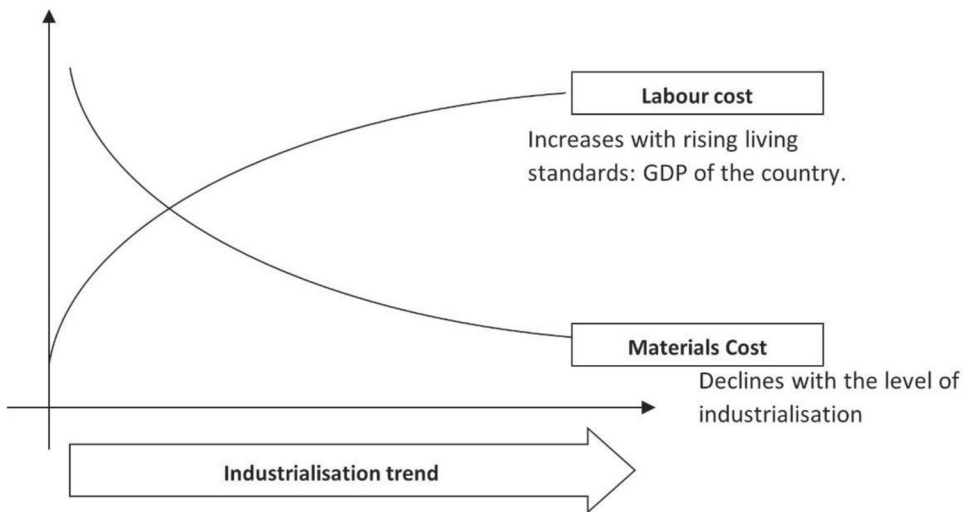 Labour cost
Increases with rising living
standards: GDP of the country.
Materials Cost
Declines with the level of
industrialisation
Industrialisation trend